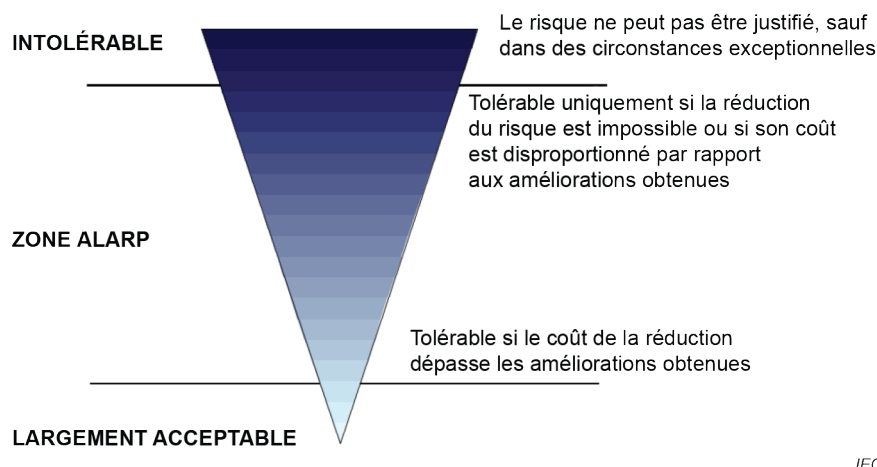 INTOLÉRABLE
Le risque ne peut pas être justifié, sauf
dans des circonstances exceptionnelles
Tolérable uniquement si la réduction
du risque est impossible ou si son coût
est disproportionné par rapport
aux améliorations obtenues
ZONE ALARP
Tolérable si le coût de la réduction
dépasse les améliorations obtenues
LARGEMENT ACCEPTABLE